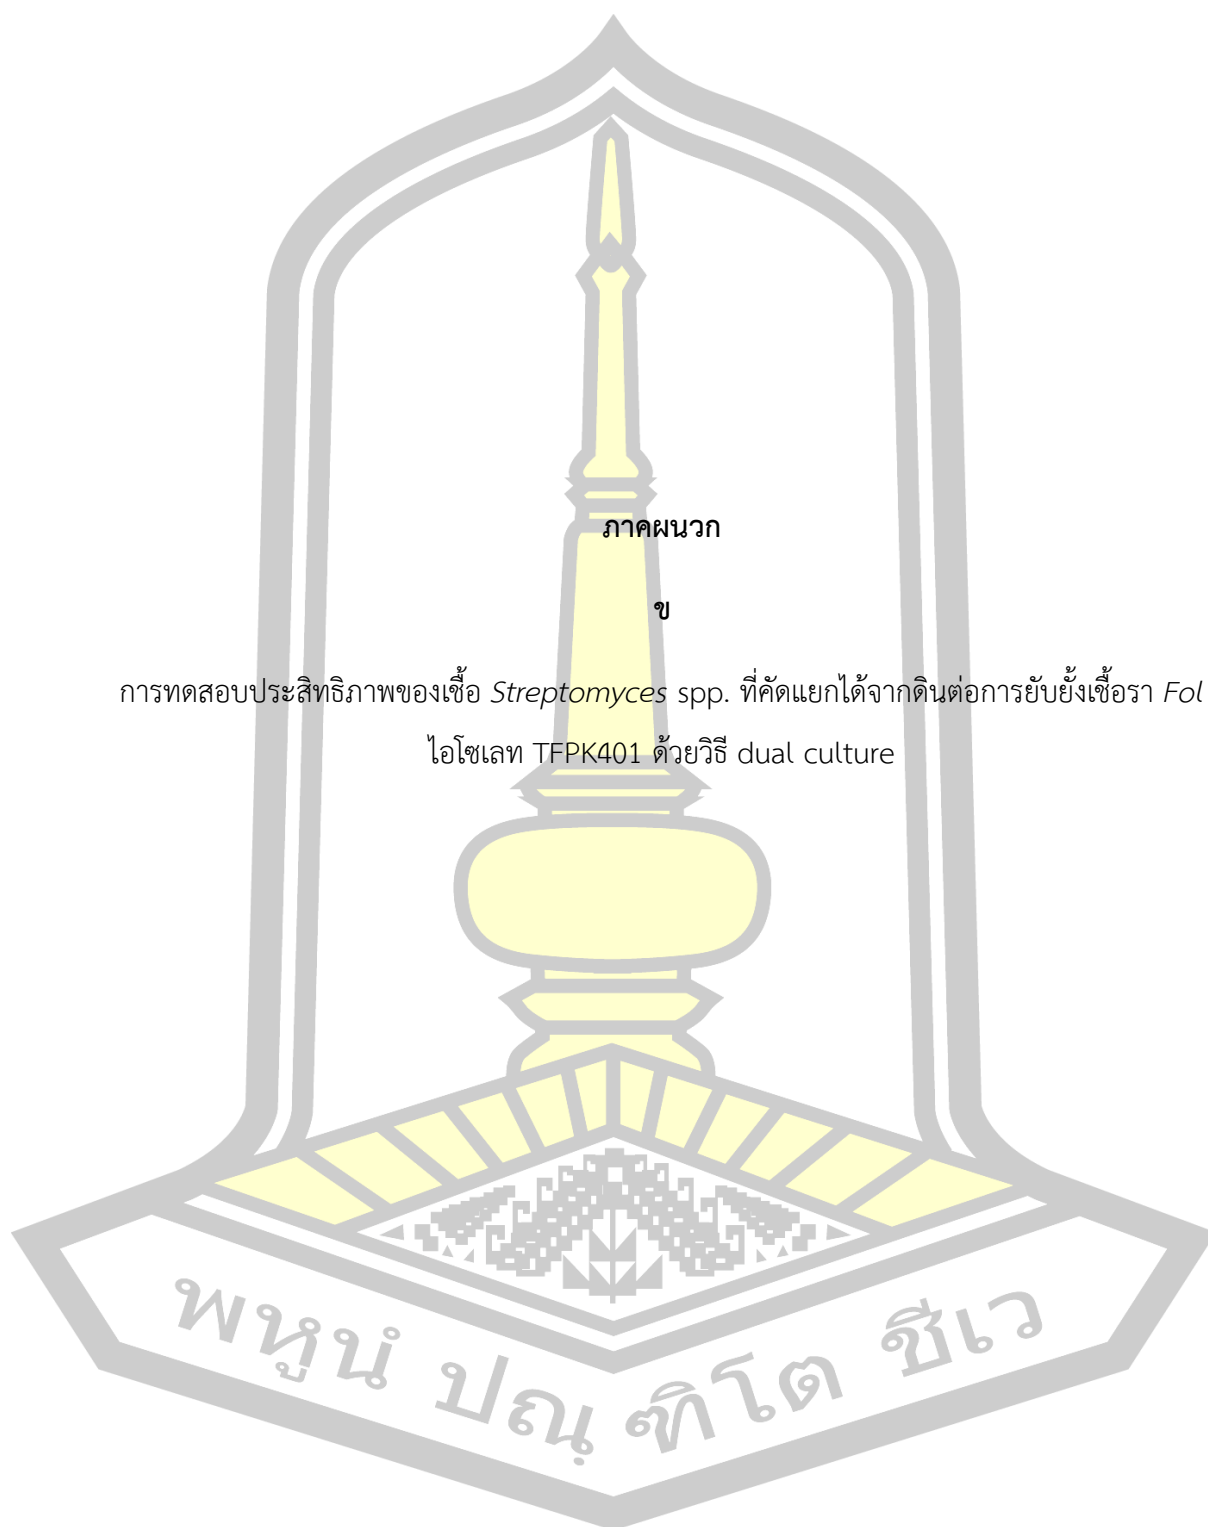 ภาคผนวก
ข
การทดสอบประสิทธิภาพของเชื้อ Streptomyces spp. ที่คัดแยกได้จากดินต่อการยับยั้งเชื้อรา Fol
ไอโซเลท TFPK401 ด้วยวิธี dual culture
พหูนํ ปณฺฑิโต ชีเว